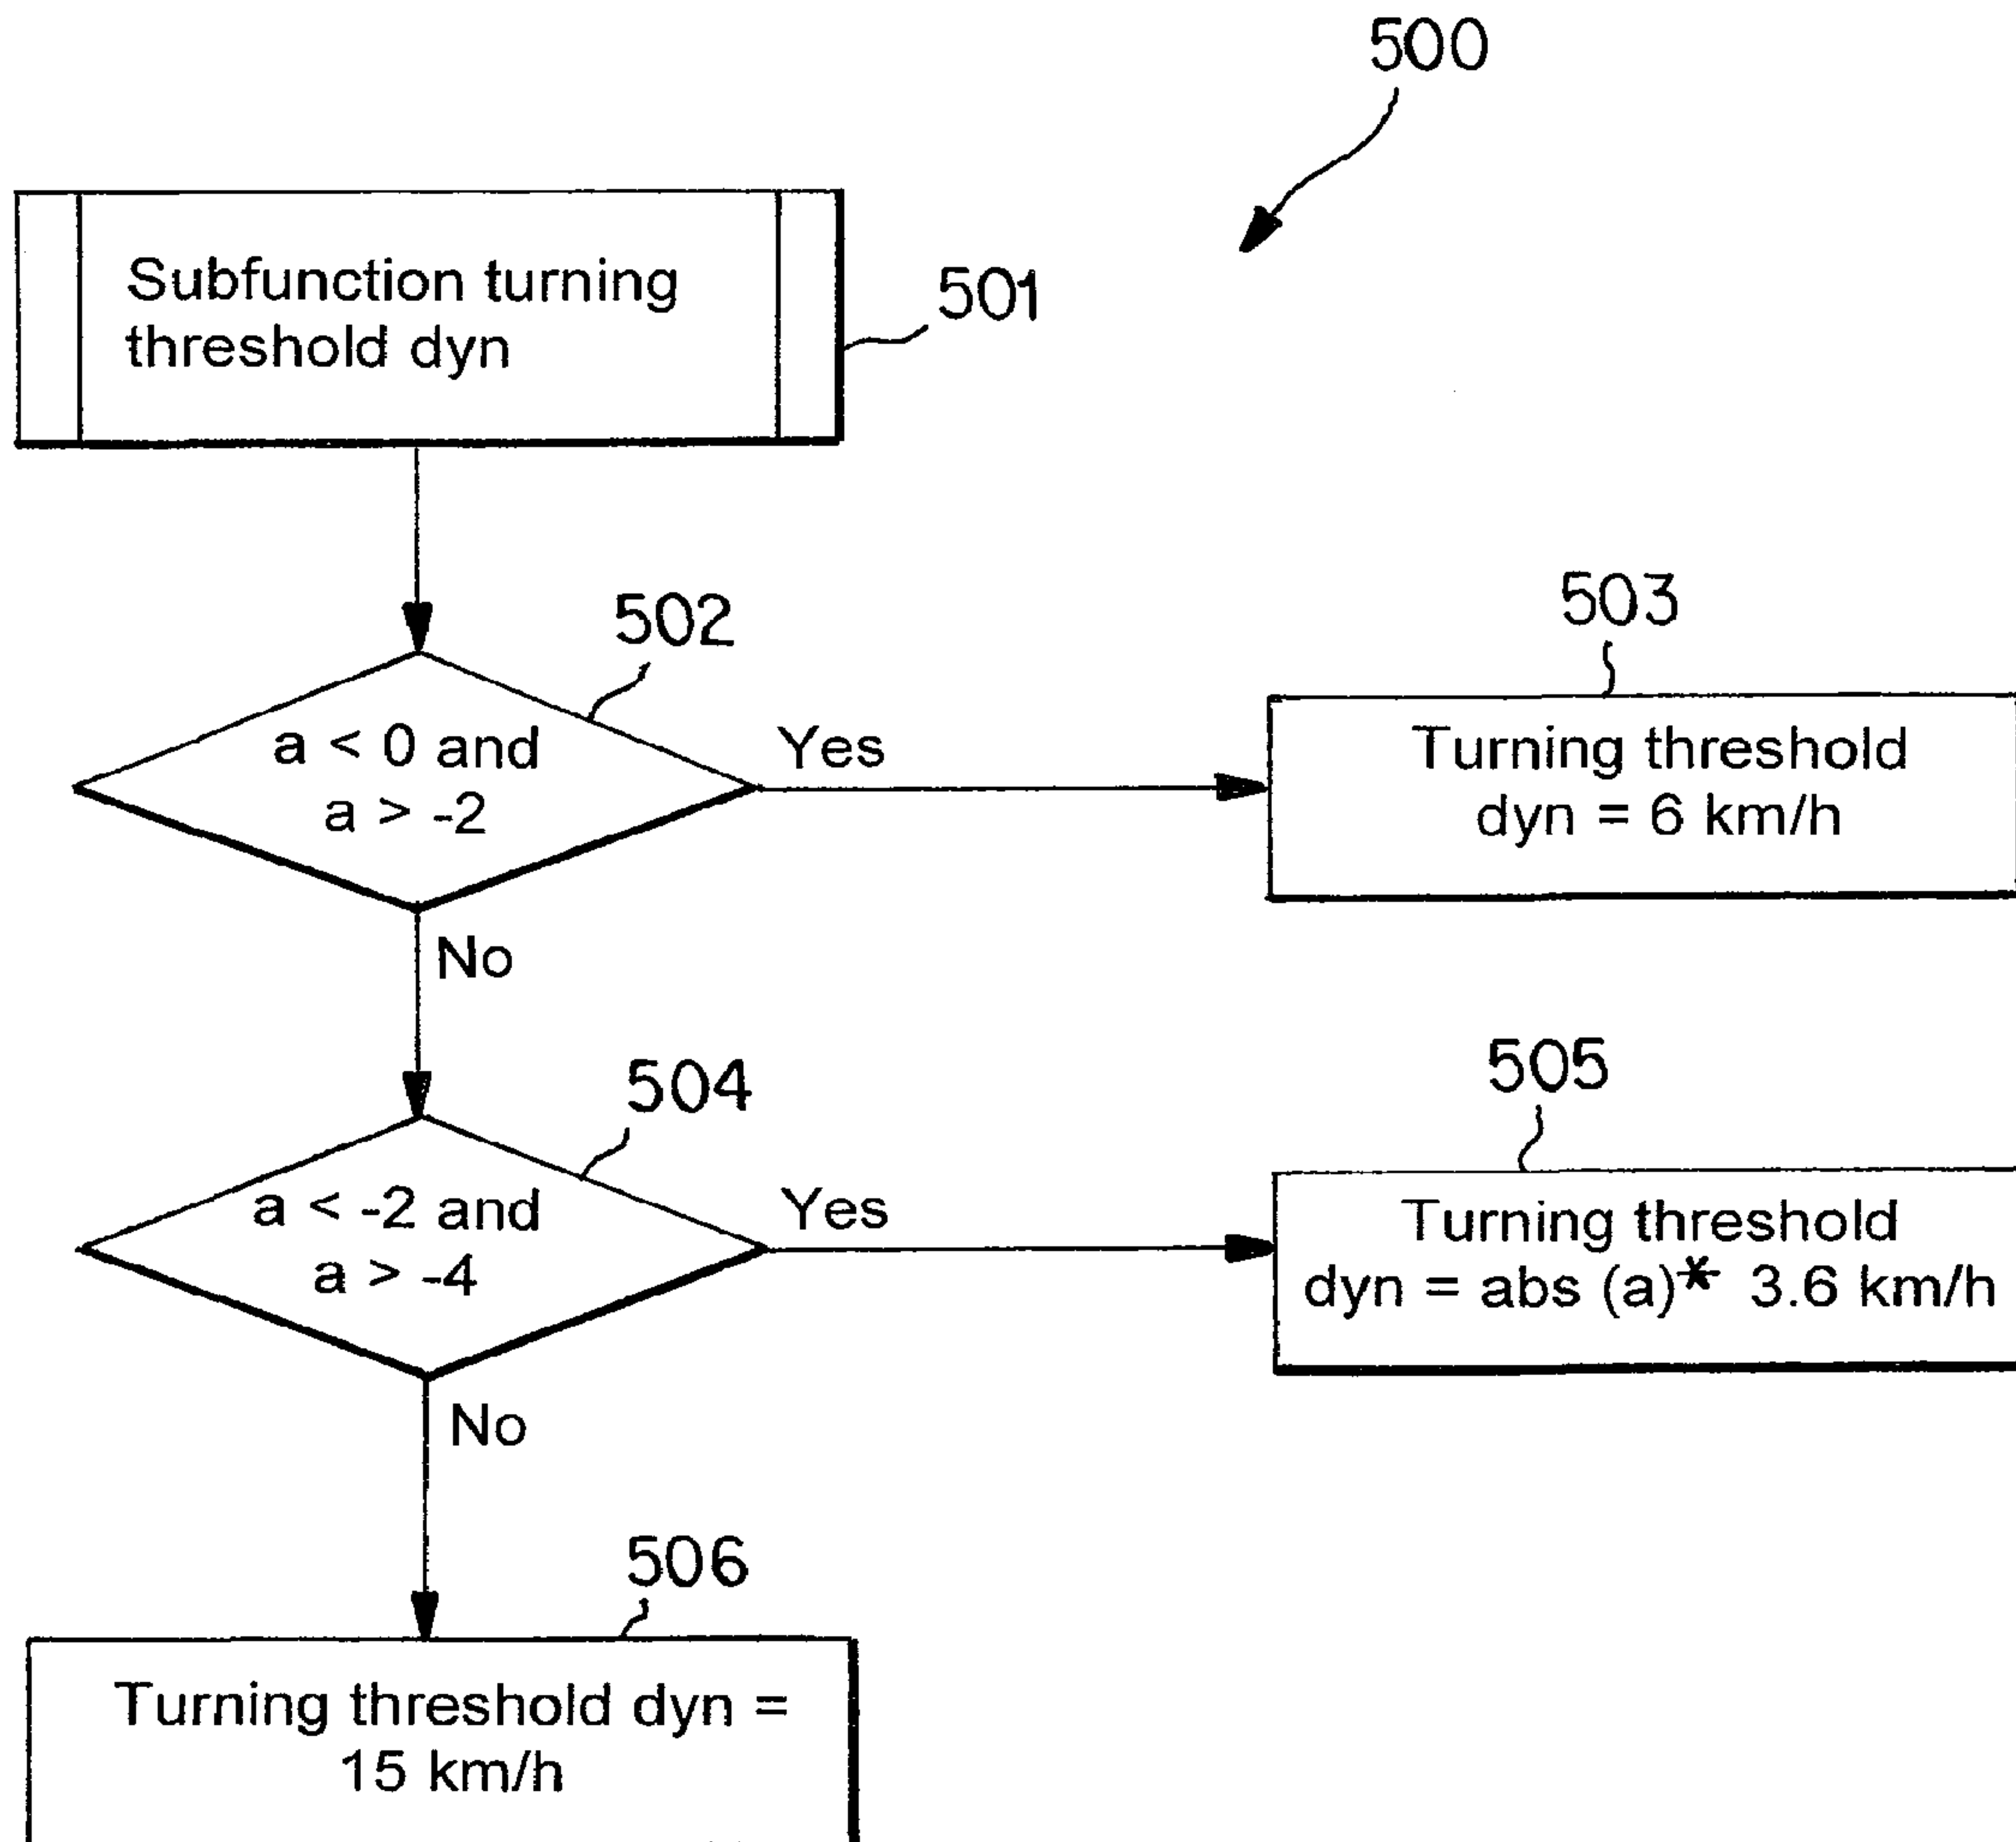 500
Subfunction turning
threshold dyn
501
502
a < 0 and
a > -2
Yes
503
Turning threshold
dyn = 6 km/h
No
504
a < -2 and
a > -4
Yes
505
Turning threshold
dyn = abs (a)* 3.6 km/h
No
506
Turning threshold dyn =
15 km/h